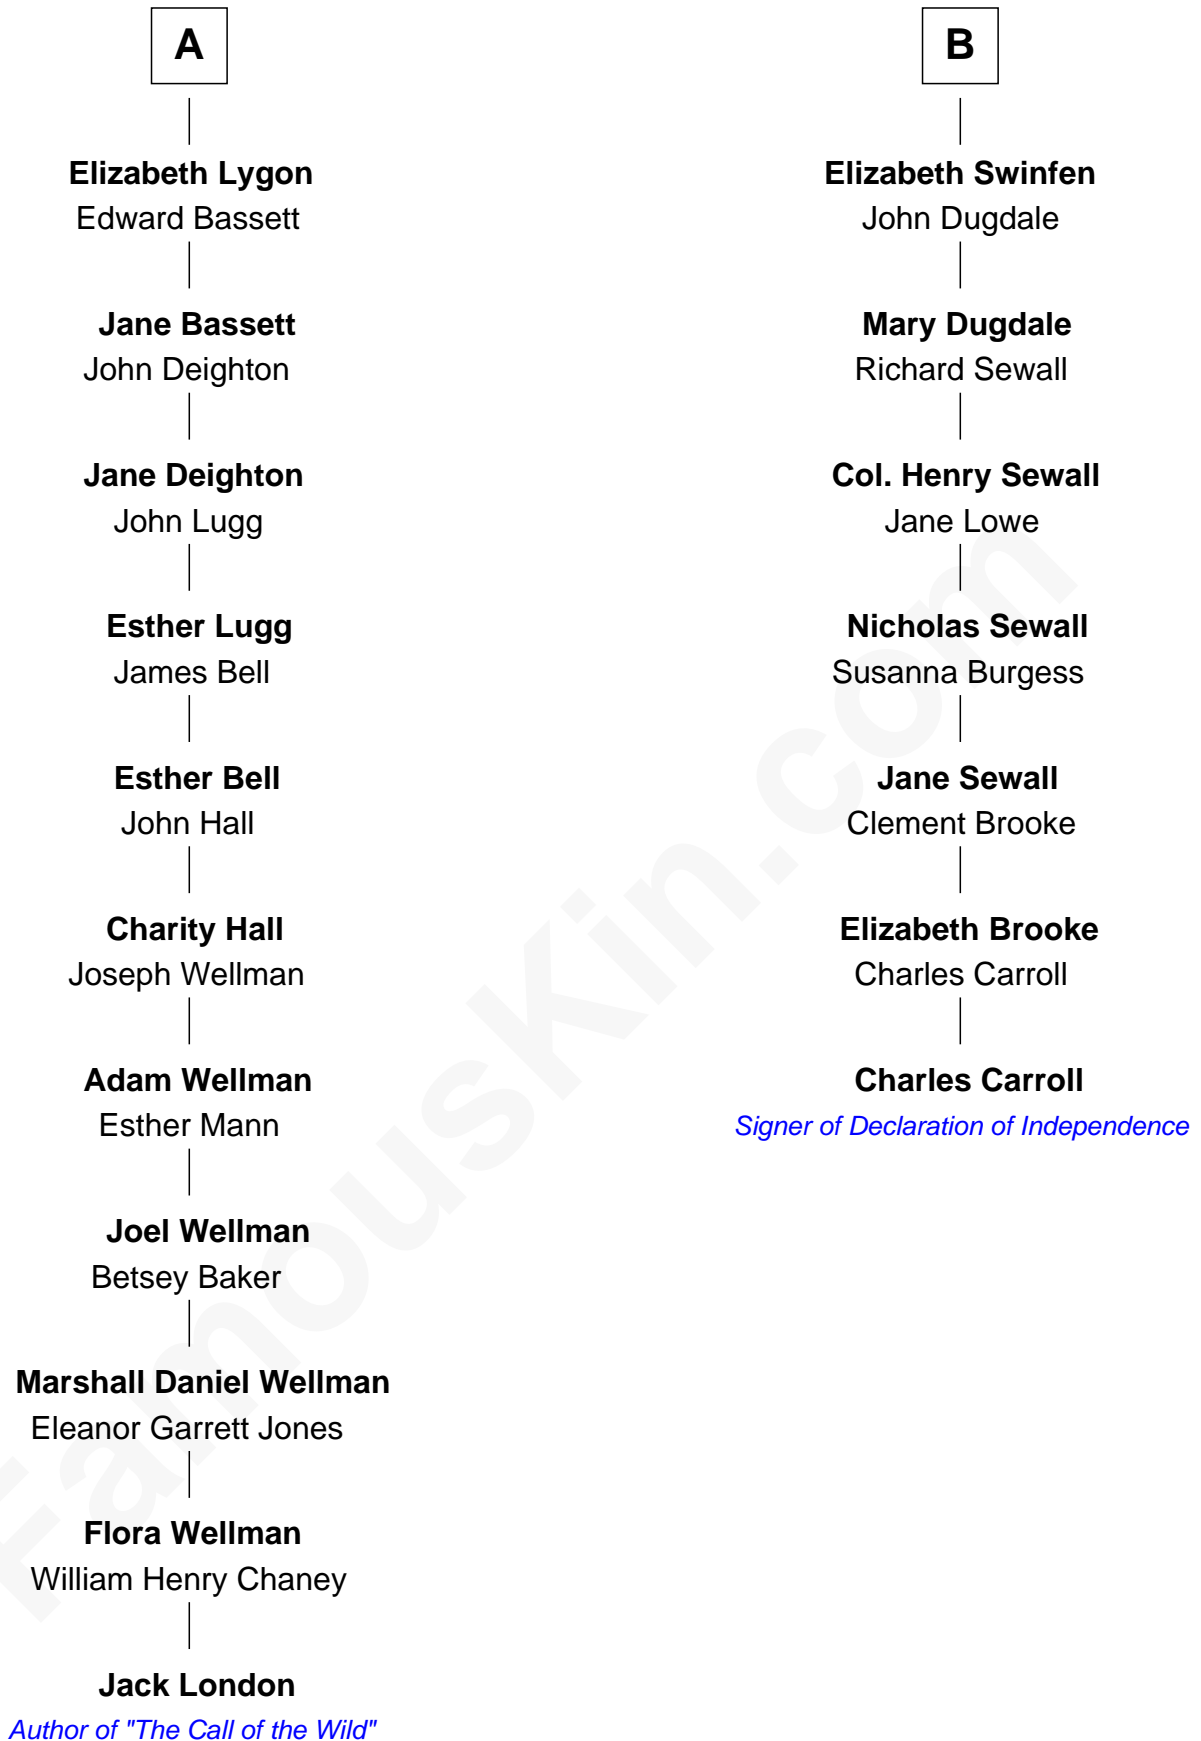 A
Elizabeth Lygon
Edward Bassett
Jane Bassett
John Deighton
Jane Deighton
John Lugg
Esther Lugg
James Bell
Esther Bell
John Hall
Charity Hall
Joseph Wellman
Adam Wellman
Esther Mann
Joel Wellman
Betsey Baker
Marshall Daniel Wellman
Eleanor Garrett Jones
Flora Wellman
William Henry Chaney
Jack London
Author of "The Call of the Wild"
B
Elizabeth Swinfen
John Dugdale
Mary Dugdale
Richard Sewall
Col. Henry Sewall
Jane Lowe
Nicholas Sewall
Susanna Burgess
Jane Sewall
Clement Brooke
Elizabeth Brooke
Charles Carroll
Charles Carroll
Signer of Declaration of Independence
FamousKin.com